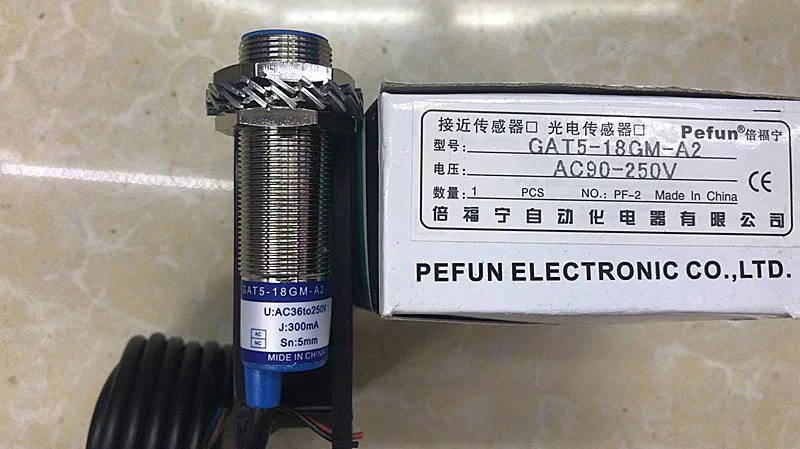 接近传感器□ 光电传感器□ Pefun®倍福宁
型号: GAT5-18GM-A2
电压: AC90-250V
数量: 1 PCS NO.: PF-2 Made In China
CE
倍福宁自动化电器有限公司
PEFUN ELECTRONIC CO.,LTD.
GAT5-18GM-A2
U:AC36to250V
J:300mA
AC
NC
Sn:5mm
MIDE IN CHINA